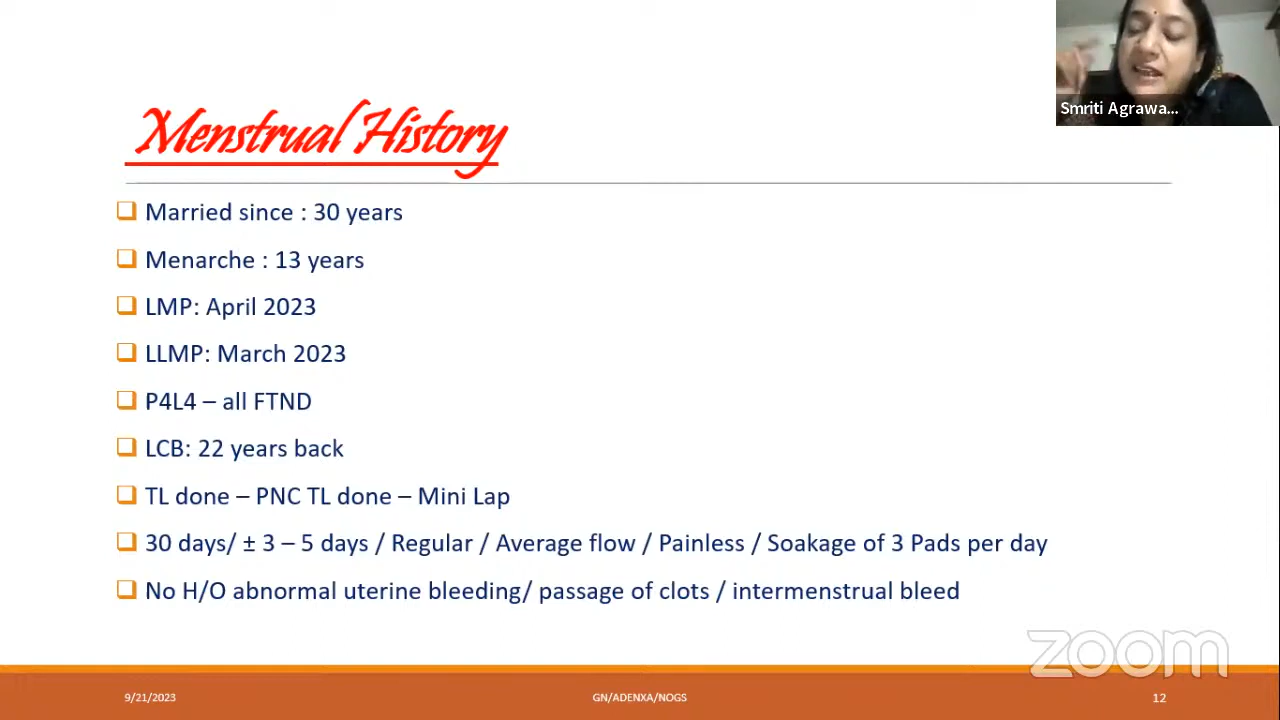 Smriti Agrawa...
Menstrual History
Married since : 30 years
Menarche : 13 years
LMP: April 2023
LLMP: March 2023
P4L4 – all FTND
LCB: 22 years back
TL done – PNC TL done – Mini Lap
30 days/ ± 3 – 5 days / Regular / Average flow / Painless / Soakage of 3 Pads per day
No H/O abnormal uterine bleeding/ passage of clots / intermenstrual bleed
zoom
9/21/2023
GN/ADENXA/NOGS
12